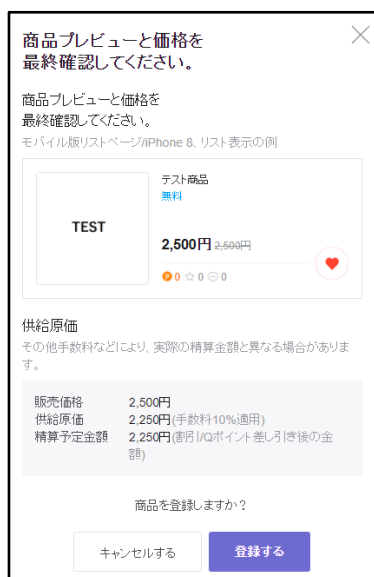 商品プレビューと価格を
最終確認してください。
商品プレビューと価格を
最終確認してください。
モバイル版リストページ/iPhone 8、リスト表示の例
TEST
テスト商品
無料
2,500円 2,500円
P 0 ☆ 0 0
供給原価
その他手数料などにより、実際の精算金額と異なる場合がありま
す。
販売価格 2,500円
供給原価 2,250円(手数料10%適用)
精算予定金額 2,250円(割引/Qポイント差し引き後の金
額)
商品を登録しますか？
キャンセルする 登録する